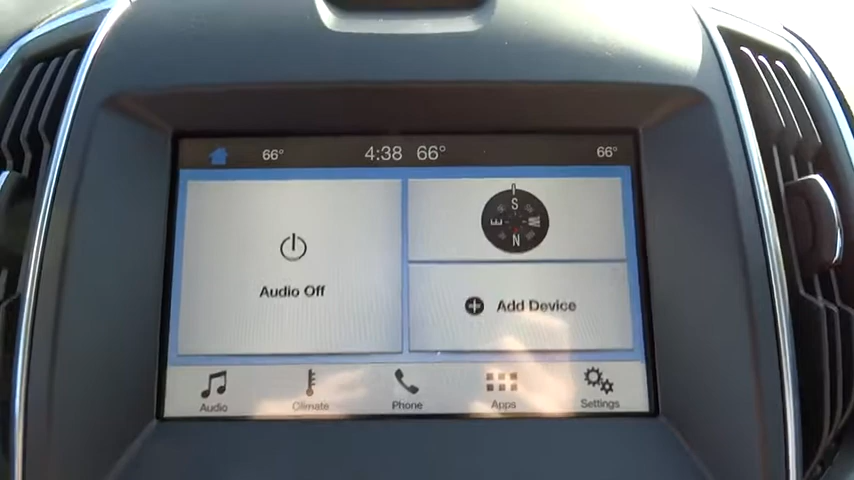 66° 4:38 66° 66°
S
E W
N
Audio Off
Add Device
Audio Climate Phone Apps Settings